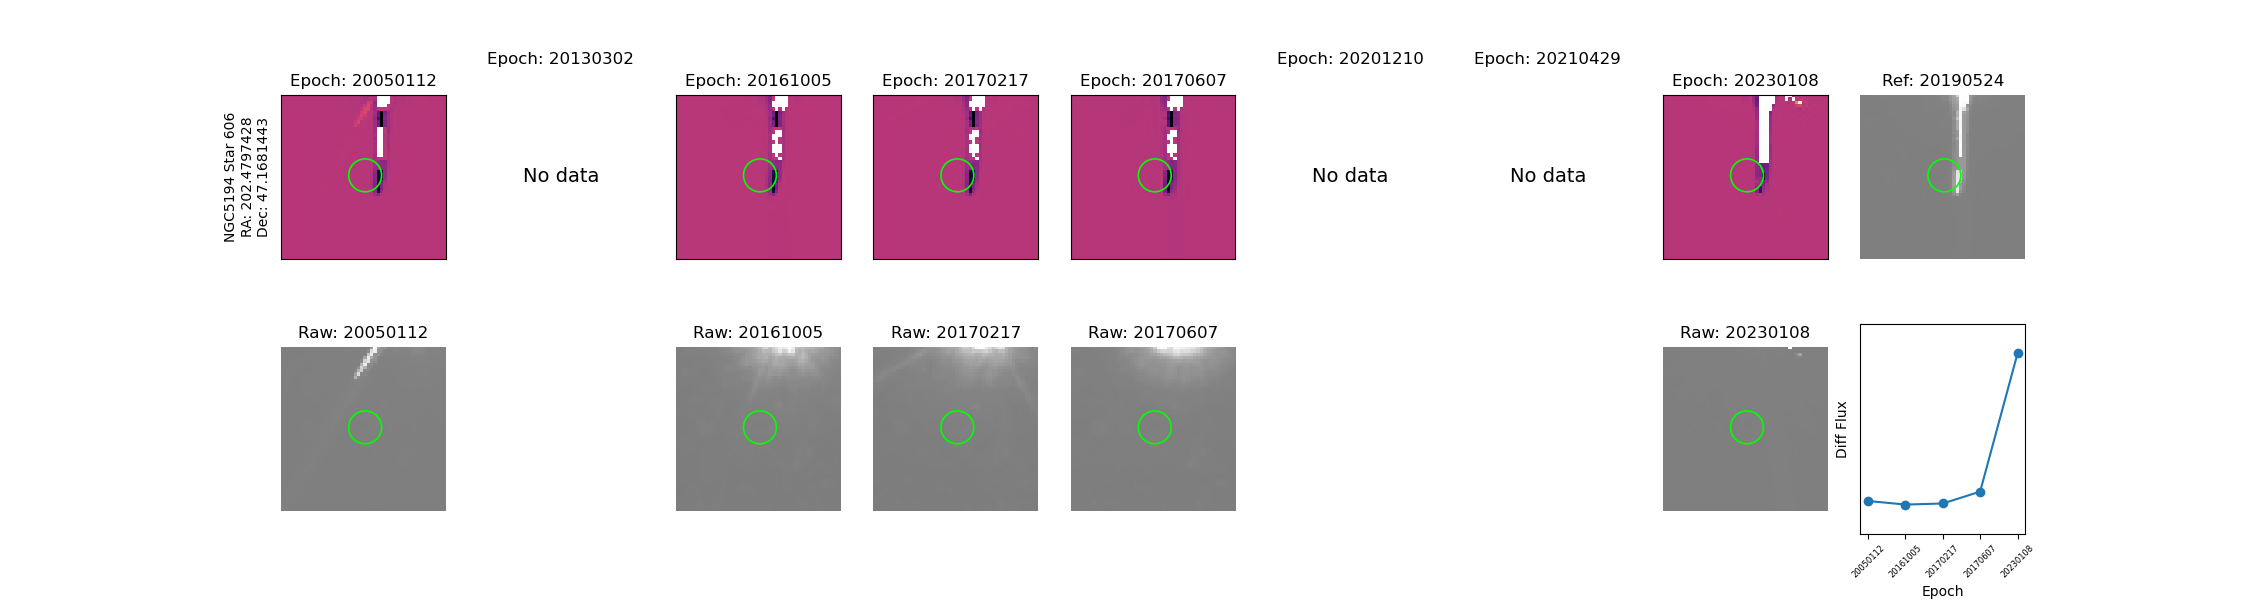 Epoch: 20050112
Epoch: 20130302
Epoch: 20161005
Epoch: 20170217
Epoch: 20170607
Epoch: 20201210
Epoch: 20210429
Epoch: 20230108
Ref: 20190524
NGC5194 Star 606
RA: 202.4797428
Dec: 47.1681443
No data
No data
No data
Raw: 20050112
Raw: 20161005
Raw: 20170217
Raw: 20170607
Raw: 20230108
Diff Flux
20050112
20161005
20170217
20170607
20230108
Epoch